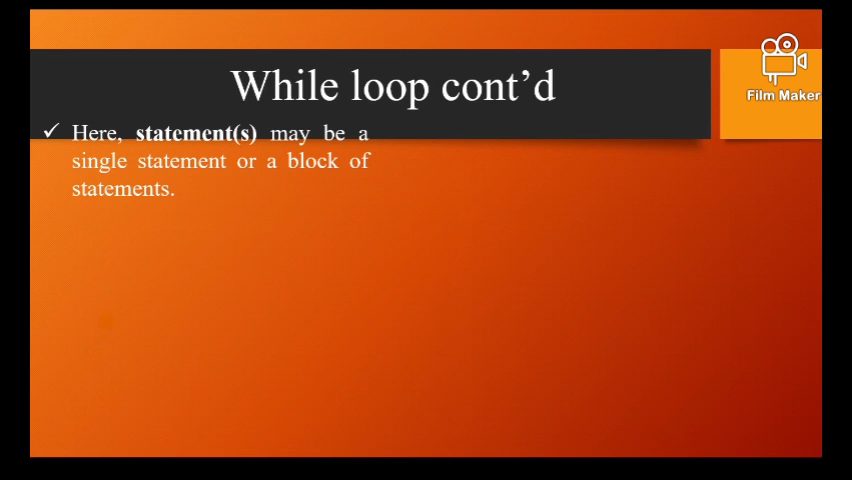 While loop cont’d
Film Maker
✓ Here, statement(s) may be a
single statement or a block of
statements.